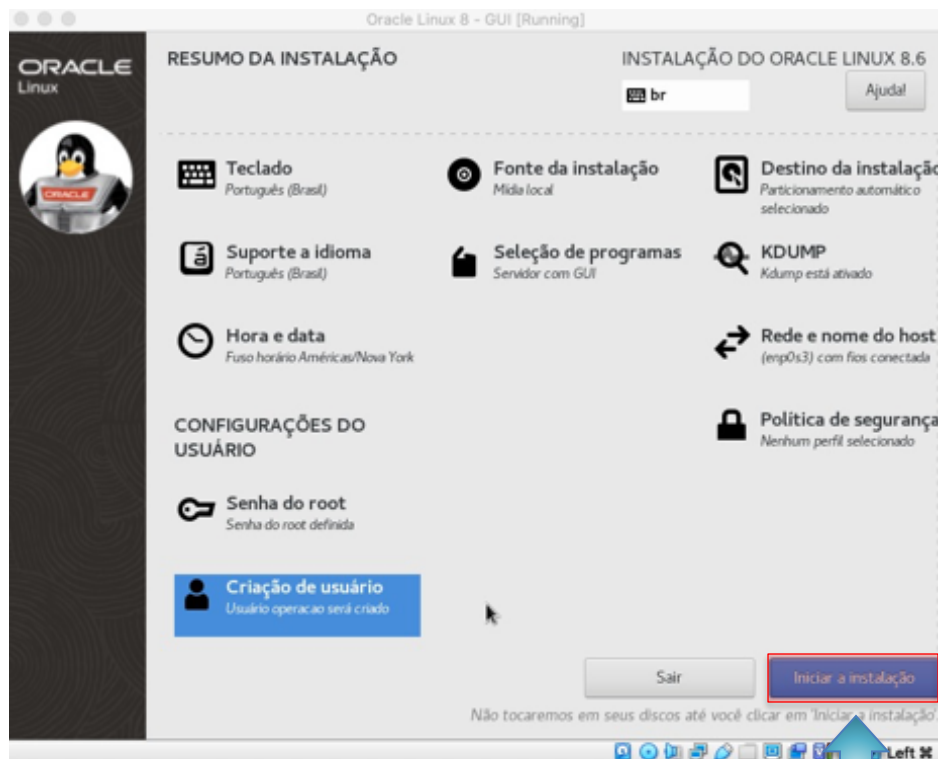 Oracle Linux 8 - GUI [Running]
ORACLE
Linux
ORACLE
RESUMO DA INSTALAÇÃO
INSTALAÇÃO DO ORACLE LINUX 8.6
br
Ajuda!
Teclado
Português (Brasil)
Fonte da instalação
Mídia local
Destino da instalação
Particionamento automático
selecionado
Suporte a idioma
Português (Brasil)
Seleção de programas
Servidor com GUI
KDUMP
Kdump está ativado
Hora e data
Fuso horário Américas/Nova York
Rede e nome do host
(enp0s3) com fios conectada
CONFIGURAÇÕES DO
USUÁRIO
Política de segurança
Nenhum perfil selecionado
Senha do root
Senha do root definida
Criação de usuário
Usuário operacao será criado
Sair
Iniciar a instalação
Não tocaremos em seus discos até você clicar em 'Iniciar a instalação'.
Left ⌘